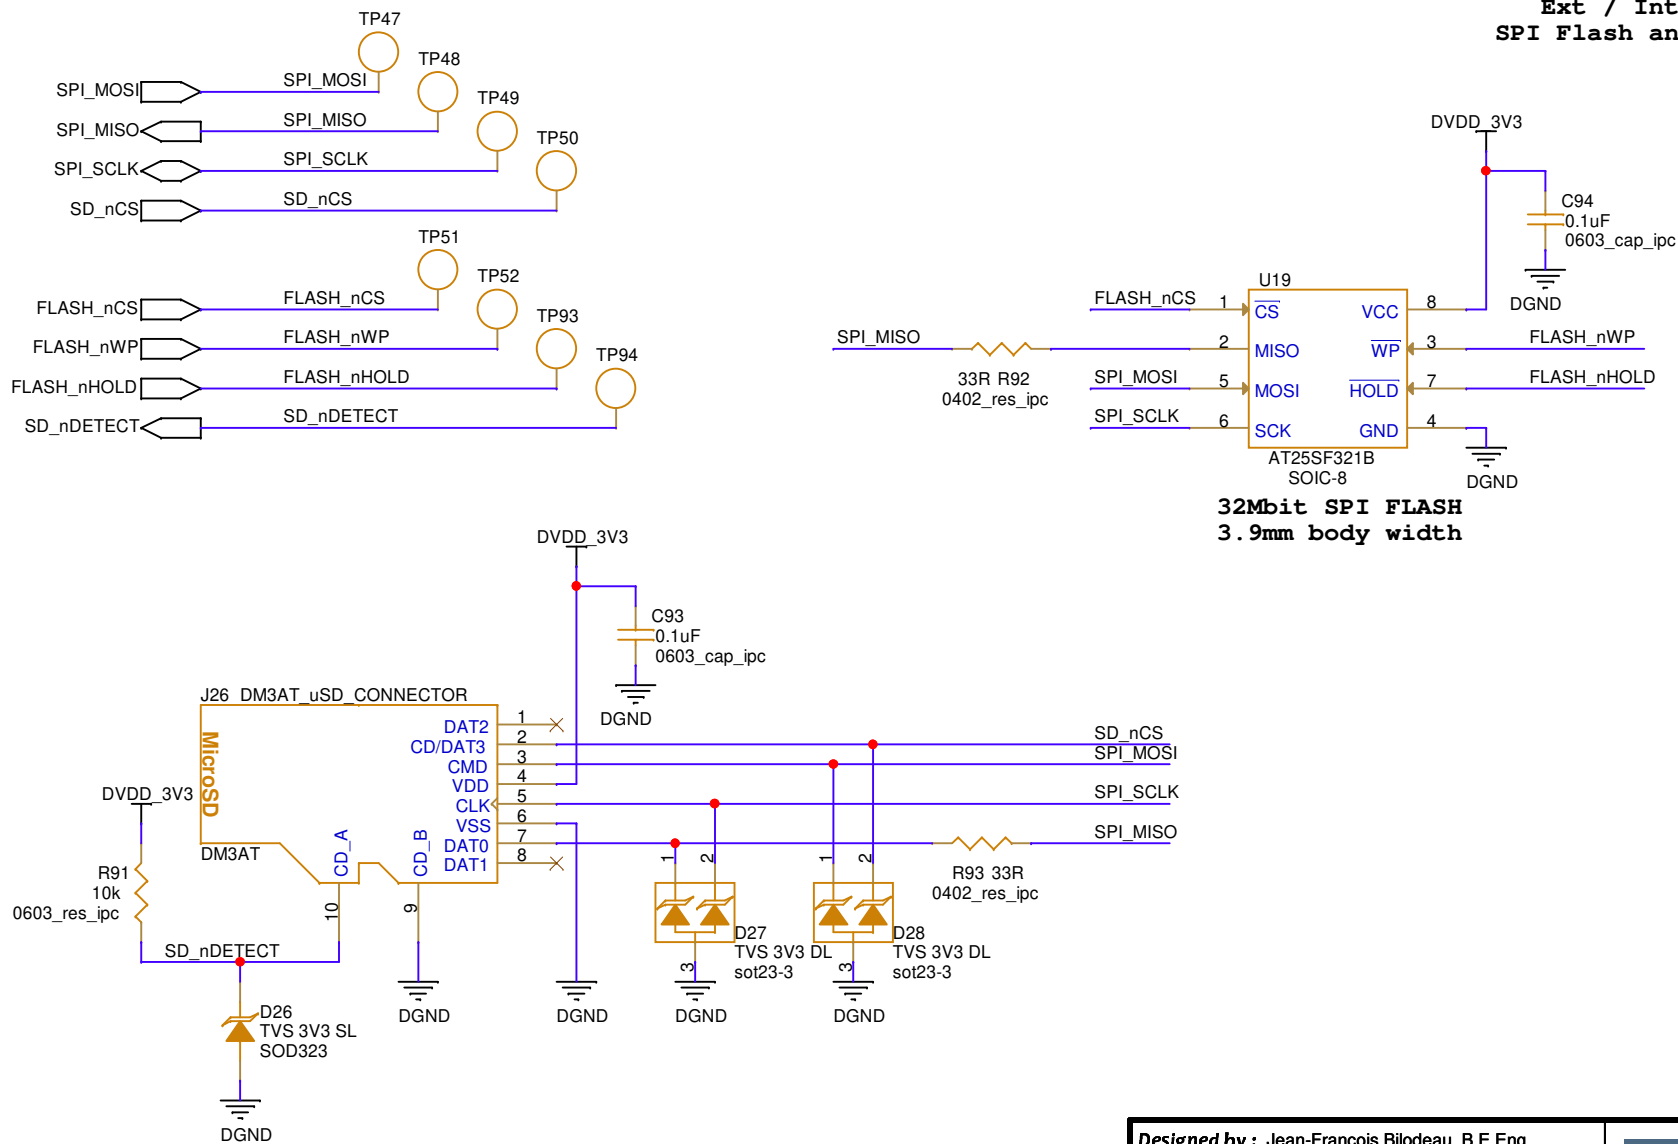 Ext / Int
SPI Flash an
TP47
TP48
TP49
TP50
SPI_MOSI SPI_MOSI
SPI_MISO SPI_MISO
SPI_SCLK SPI_SCLK
SD_nCS SD_nCS
TP51
TP52
TP93
TP94
FLASH_nCS FLASH_nCS
FLASH_nWP FLASH_nWP
FLASH_nHOLD FLASH_nHOLD
SD_nDETECT SD_nDETECT
DVDD_3V3
C94
0.1uF
0603_cap_ipc
DGND
U19
FLASH_nCS 1 CS VCC 8
SPI_MISO 2 MISO WP 3 FLASH_nWP
33R R92
0402_res_ipc
SPI_MOSI 5 MOSI HOLD 7 FLASH_nHOLD
SPI_SCLK 6 SCK GND 4
AT25SF321B
SOIC-8
DGND
32Mbit SPI FLASH
3.9mm body width
DVDD_3V3
C93
0.1uF
0603_cap_ipc
DGND
J26 DM3AT_uSD_CONNECTOR
MicroSD
DAT2 1
CD/DAT3 2 SD_nCS
CMD 3 SPI_MOSI
VDD 4
CLK 5 SPI_SCLK
VSS 6
DAT0 7 SPI_MISO
DAT1 8
DM3AT
CD_A
CD_B
10
9
DVDD_3V3
R91
10k
0603_res_ipc
SD_nDETECT
R93 33R
0402_res_ipc
1 2
1 2
D27
TVS 3V3 DL
sot23-3
3
D28
TVS 3V3 DL
sot23-3
3
D26
TVS 3V3 SL
SOD323
DGND
DGND
DGND
DGND
DGND
Designed by : Jean-François Bilodeau, B.E.Eng